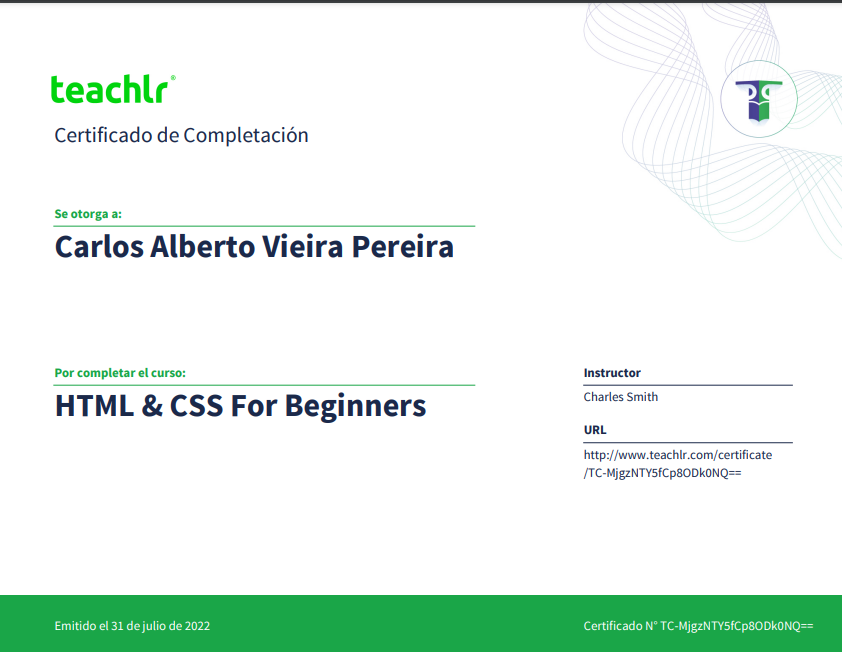 teachlr®
Certificado de Completación
Se otorga a:
Carlos Alberto Vieira Pereira
Por completar el curso:
HTML & CSS For Beginners
Instructor
Charles Smith
URL
http://www.teachlr.com/certificate
/TC-MjgzNTY5fCp8ODk0NQ==
Emitido el 31 de julio de 2022
Certificado N° TC-MjgzNTY5fCp8ODk0NQ==